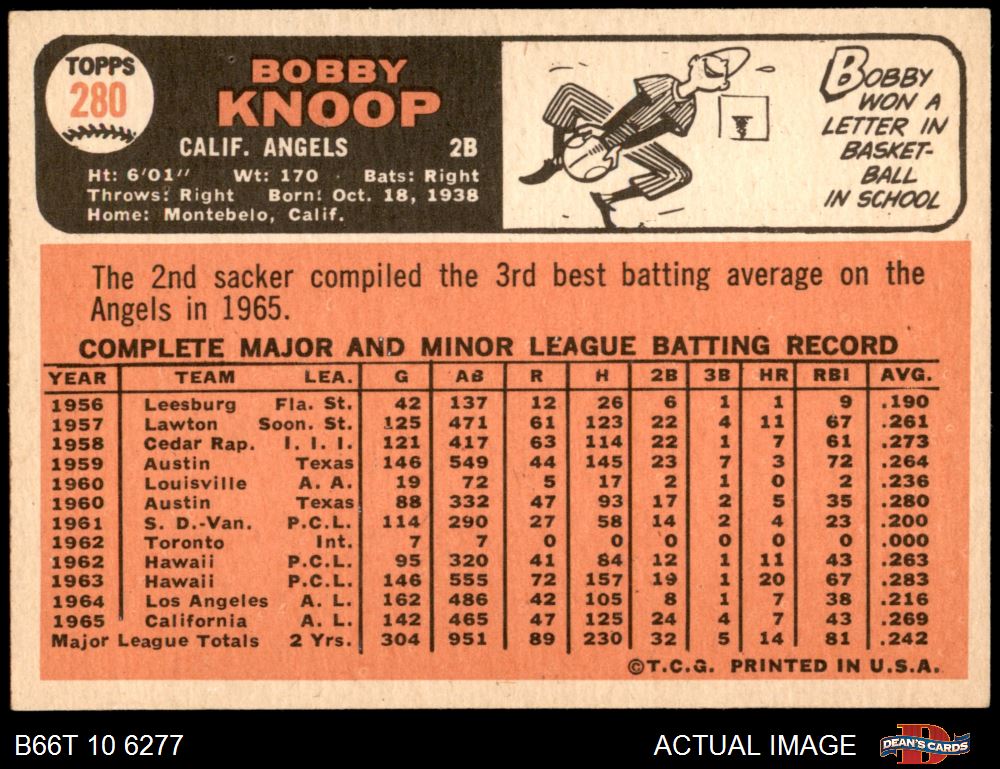 TOPPS
280
BOBBY
KNOOP
CALIF. ANGELS 2B
Ht: 6'01" Wt: 170 Bats: Right
Throws: Right Born: Oct. 18, 1938
Home: Montebelo, Calif.
BOBBY
WON A
LETTER IN
BASKET-
BALL
IN SCHOOL
The 2nd sacker compiled the 3rd best batting average on the
Angels in 1965.
COMPLETE MAJOR AND MINOR LEAGUE BATTING RECORD
YEAR TEAM LEA. G AB R H 2B 3B HR RBI AVG.
1956 Leesburg Fla. St. 42 137 12 26 6 1 1 9 .190
1957 Lawton Soon. St. 125 471 61 123 22 4 11 67 .261
1958 Cedar Rap. I. I. I. 121 417 63 114 22 1 7 61 .273
1959 Austin Texas 146 549 44 145 23 7 3 72 .264
1960 Louisville A. A. 19 72 5 17 2 1 0 2 .236
1960 Austin Texas 88 332 47 93 17 2 5 35 .280
1961 S. D.-Van. P.C.L. 114 290 27 58 14 2 4 23 .200
1962 Toronto Int. 7 7 0 0 0 0 0 0 .000
1962 Hawaii P.C.L. 95 320 41 84 12 1 11 43 .263
1963 Hawaii P.C.L. 146 555 72 157 19 1 20 67 .283
1964 Los Angeles A. L. 162 486 42 105 8 1 7 38 .216
1965 California A. L. 142 465 47 125 24 4 7 43 .269
Major League Totals 2 Yrs. 304 951 89 230 32 5 14 81 .242
©T.C.G. PRINTED IN U.S.A.
B66T 10 6277 ACTUAL IMAGE DEAN'S CARDS